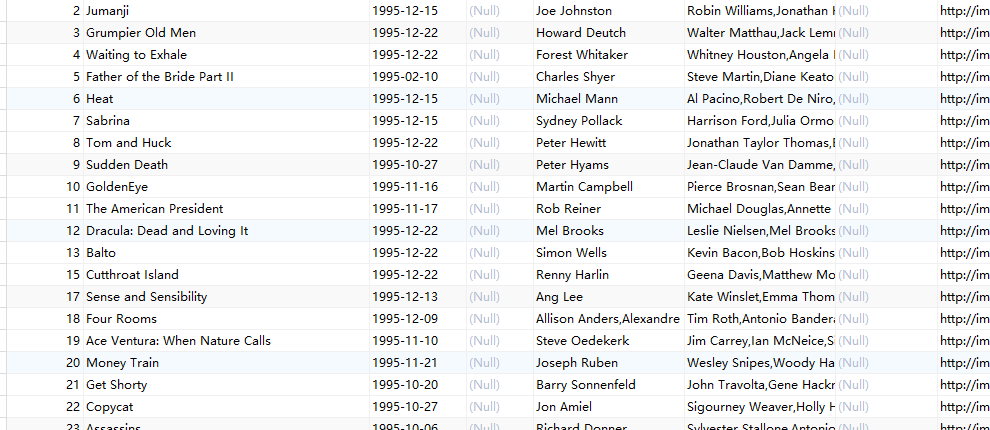 2 Jumanji 1995-12-15 (Null) Joe Johnston Robin Williams,Jonathan (Null) http://im
3 Grumpier Old Men 1995-12-22 (Null) Howard Deutch Walter Matthau,Jack Lem (Null) http://im
4 Waiting to Exhale 1995-12-22 (Null) Forest Whitaker Whitney Houston,Angela (Null) http://im
5 Father of the Bride Part II 1995-02-10 (Null) Charles Shyer Steve Martin,Diane Keato (Null) http://im
6 Heat 1995-12-15 (Null) Michael Mann Al Pacino,Robert De Niro, (Null) http://im
7 Sabrina 1995-12-15 (Null) Sydney Pollack Harrison Ford,Julia Ormo (Null) http://im
8 Tom and Huck 1995-12-22 (Null) Peter Hewitt Jonathan Taylor Thomas, (Null) http://im
9 Sudden Death 1995-10-27 (Null) Peter Hyams Jean-Claude Van Damme, (Null) http://im
10 GoldenEye 1995-11-16 (Null) Martin Campbell Pierce Brosnan,Sean Bean (Null) http://im
11 The American President 1995-11-17 (Null) Rob Reiner Michael Douglas,Annette (Null) http://im
12 Dracula: Dead and Loving It 1995-12-22 (Null) Mel Brooks Leslie Nielsen,Mel Brooks (Null) http://im
13 Balto 1995-12-22 (Null) Simon Wells Kevin Bacon,Bob Hoskins (Null) http://im
15 Cutthroat Island 1995-12-22 (Null) Renny Harlin Geena Davis,Matthew Mo (Null) http://im
17 Sense and Sensibility 1995-12-13 (Null) Ang Lee Kate Winslet,Emma Thom (Null) http://im
18 Four Rooms 1995-12-09 (Null) Allison Anders,Alexandre Tim Roth,Antonio Bandera (Null) http://im
19 Ace Ventura: When Nature Calls 1995-11-10 (Null) Steve Oedekerk Jim Carrey,Ian McNeice,S (Null) http://im
20 Money Train 1995-11-21 (Null) Joseph Ruben Wesley Snipes,Woody Ha (Null) http://im
21 Get Shorty 1995-10-20 (Null) Barry Sonnenfeld John Travolta,Gene Hackr (Null) http://im
22 Copycat 1995-10-27 (Null) Jon Amiel Sigourney Weaver,Holly H (Null) http://im
23 Assassins 1995-10-06 (Null) Richard Donner Sylvester Stallone,Antonio (Null) http://im